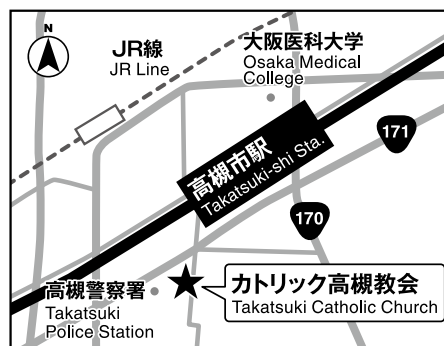 N
JR線
JR Line
大阪医科大学
Osaka Medical
College
高槻市駅
Takatsuki-shi Sta.
171
170
高槻警察署
Takatsuki
Police Station
カトリック高槻教会
Takatsuki Catholic Church